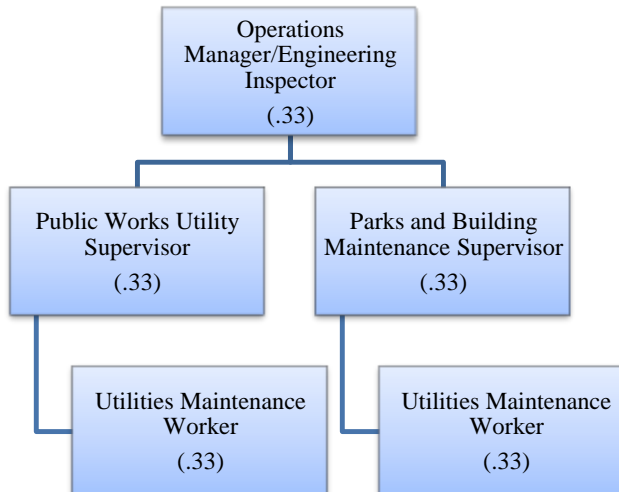 Operations
Manager/Engineering
Inspector
(.33)
Public Works Utility
Supervisor
(.33)
Parks and Building
Maintenance Supervisor
(.33)
Utilities Maintenance
Worker
(.33)
Utilities Maintenance
Worker
(.33)